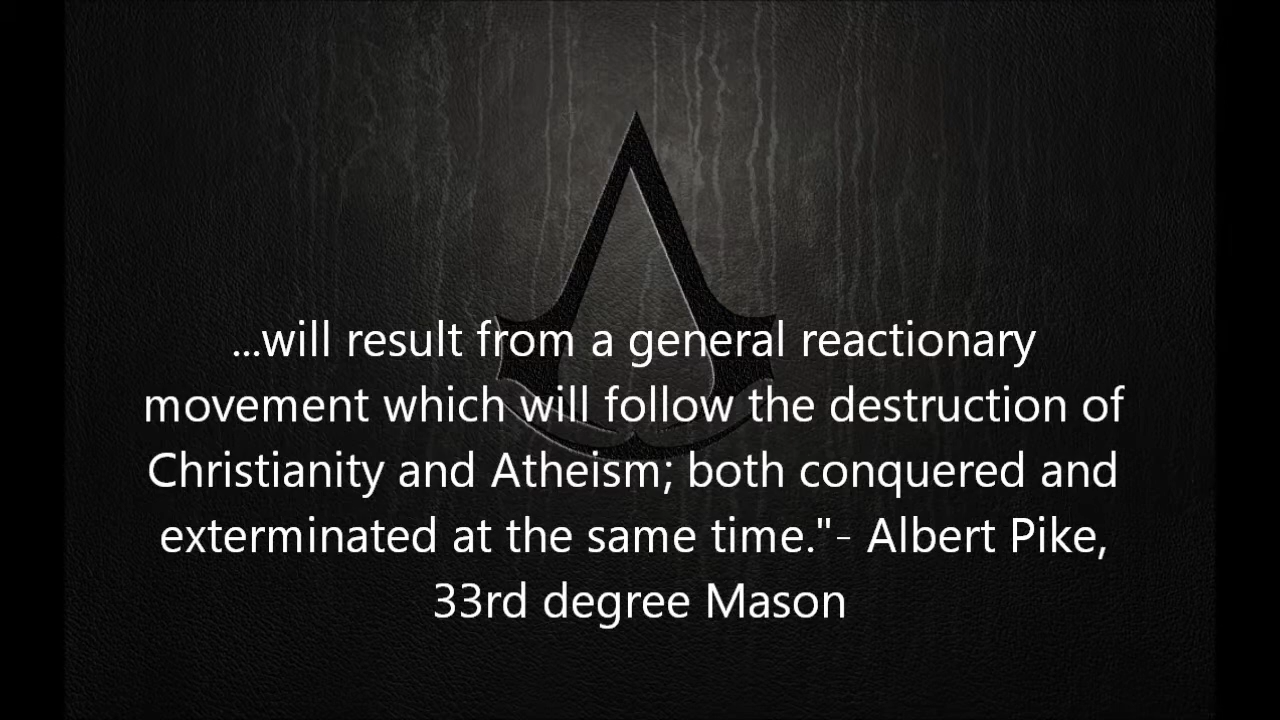 ...will result from a general reactionary
movement which will follow the destruction of
Christianity and Atheism; both conquered and
exterminated at the same time."- Albert Pike,
33rd degree Mason